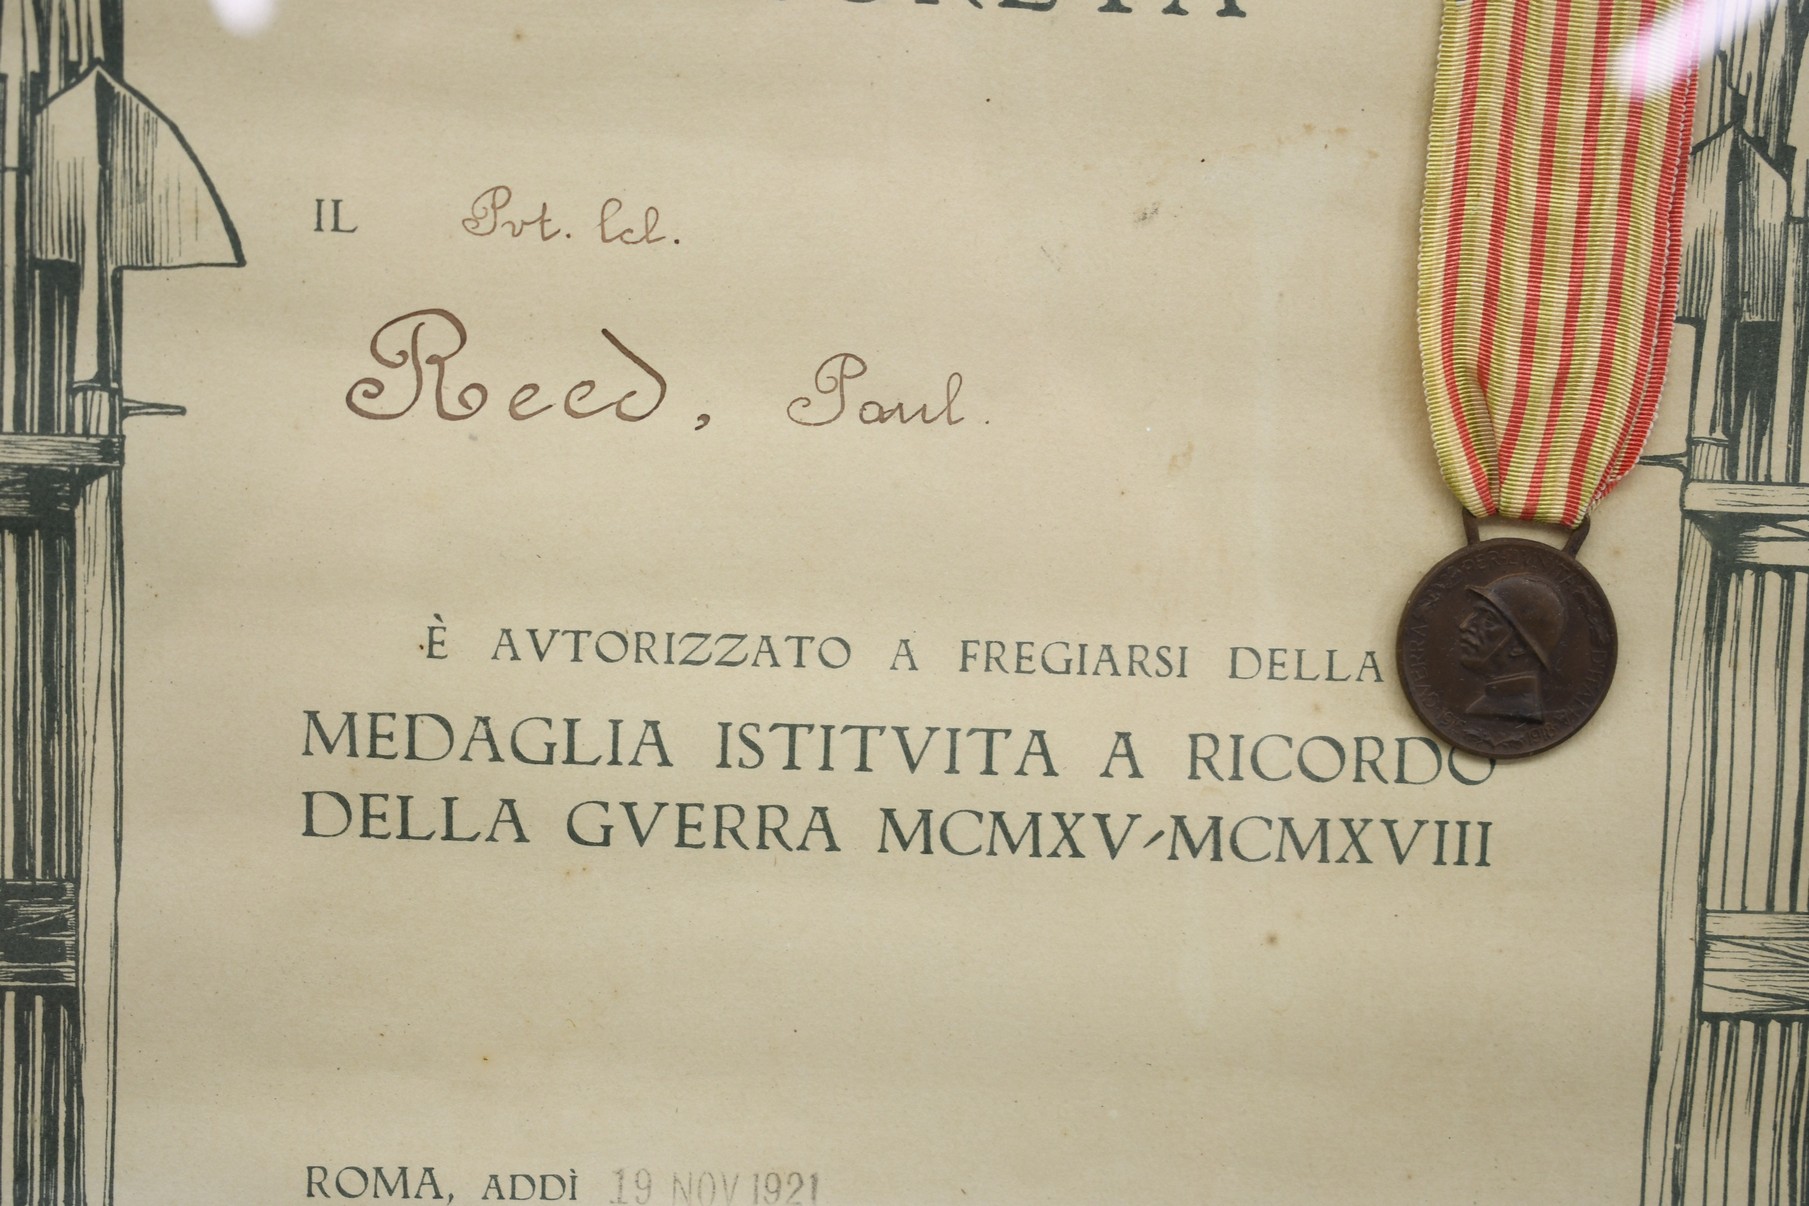 IL Pvt. lcl.
Reed, Paul.
È AVTORIZZATO A FREGIARSI DELLA
MEDAGLIA ISTITVITA A RICORDO
DELLA GVERRA MCMXV-MCMXVIII
ROMA, ADDÌ 19 NOV 1921
GVERRA